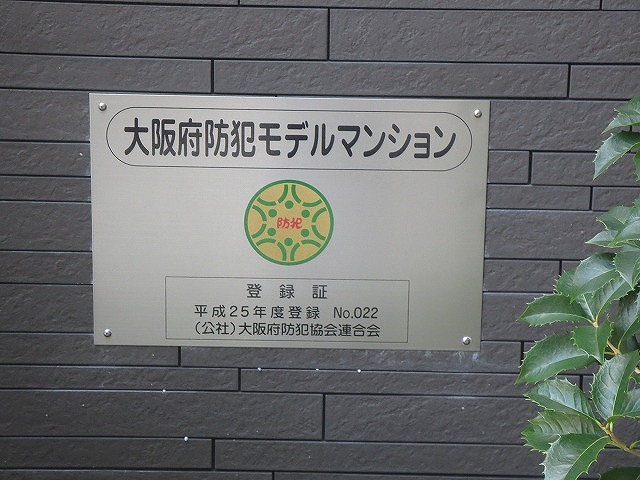 大阪府防犯モデルマンション
防犯
登録証
平成25年度登録 No.022
(公社)大阪府防犯協会連合会